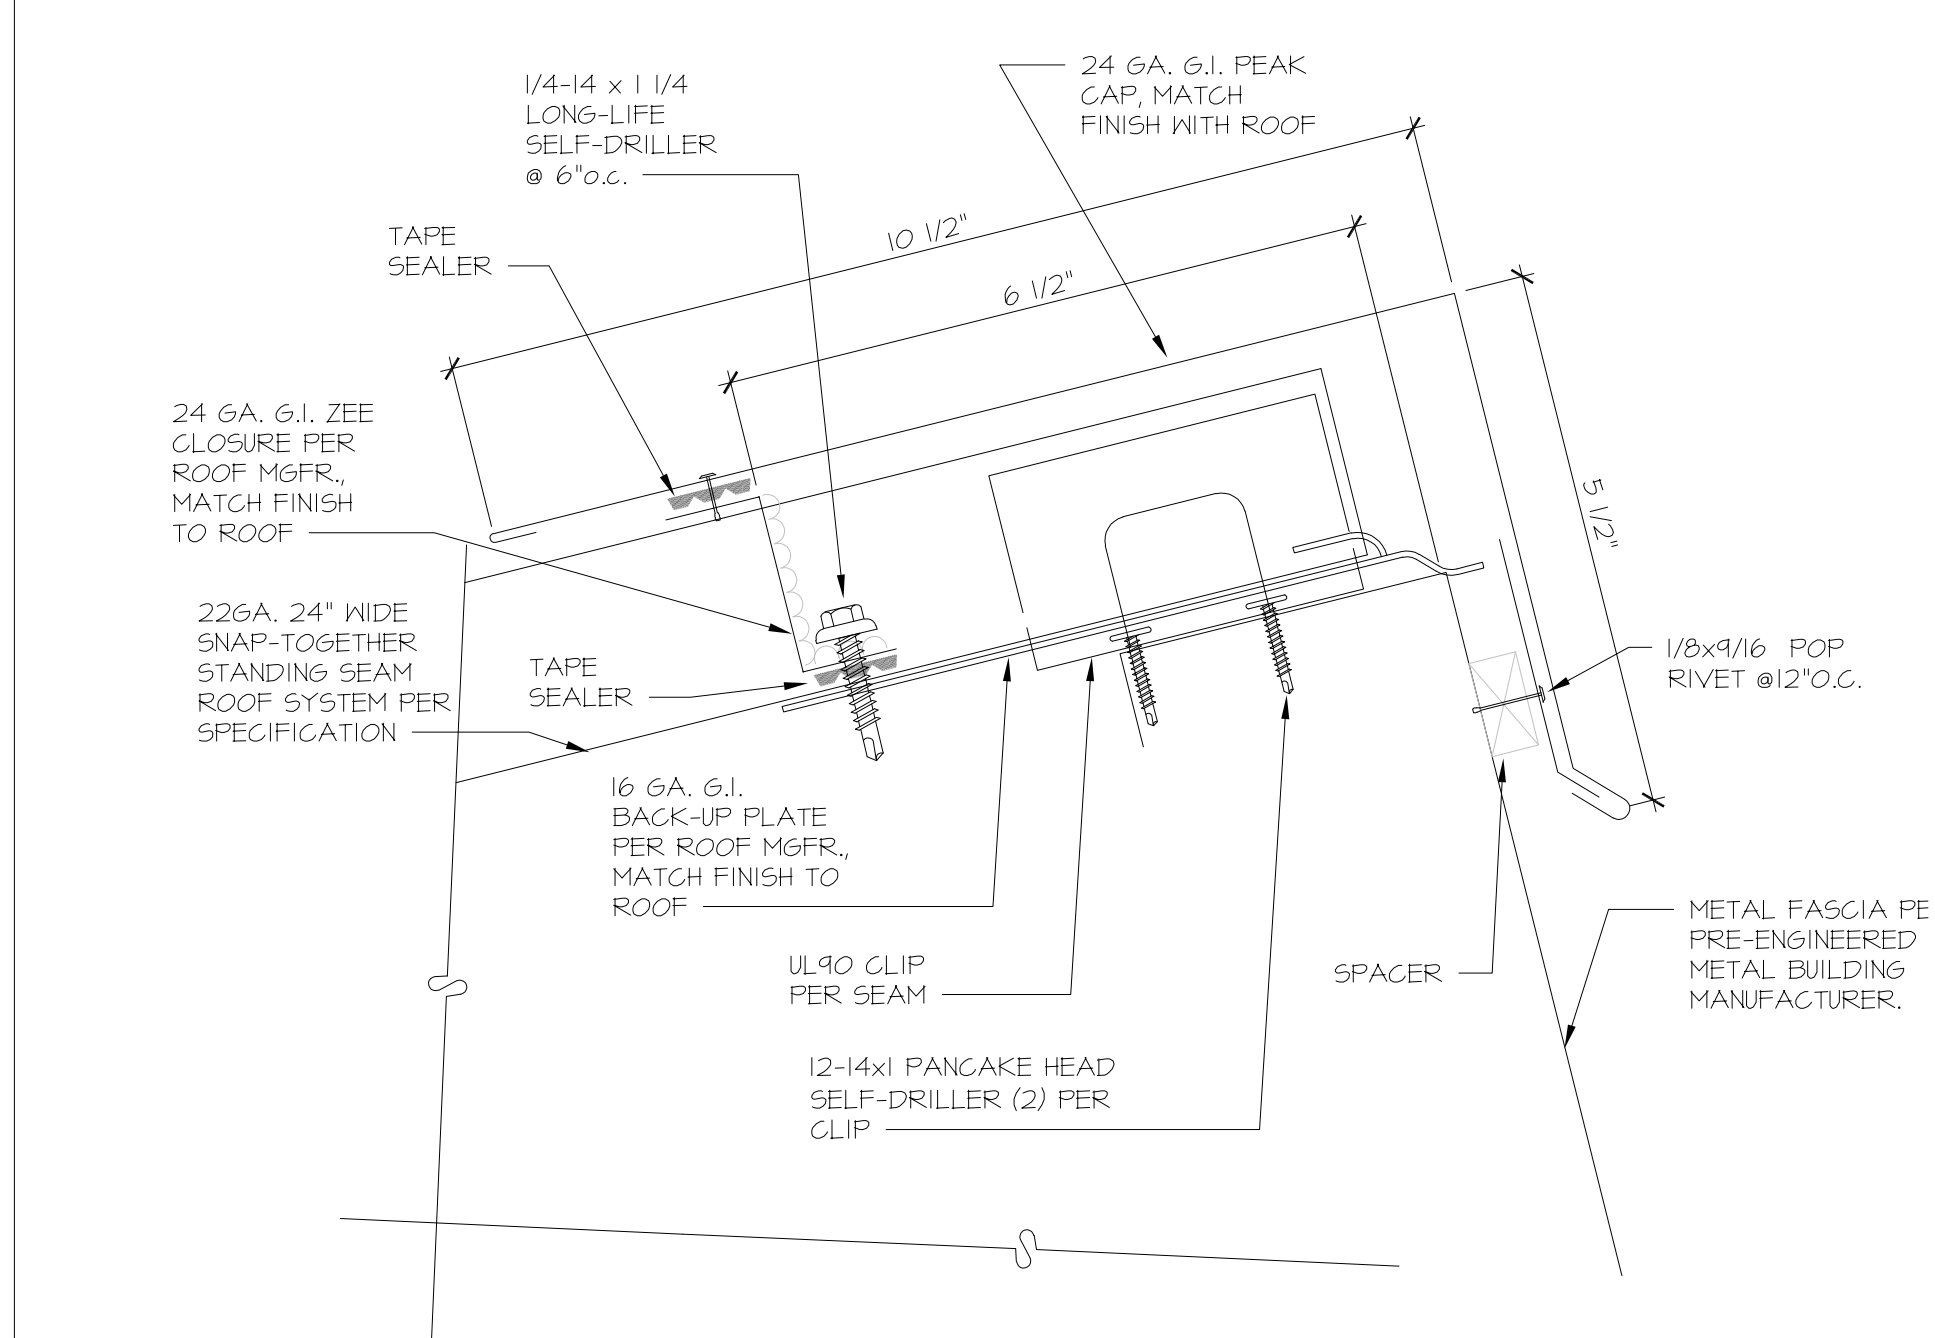 1/4-14 x 1 1/4
LONG-LIFE
SELF-DRILLER
@ 6"o.c.
24 GA. G.I. PEAK
CAP, MATCH
FINISH WITH ROOF
TAPE
SEALER
10 1/2"
6 1/2"
24 GA. G.I. ZEE
CLOSURE PER
ROOF MGFR.,
MATCH FINISH
TO ROOF
5 1/2"
22GA. 24" WIDE
SNAP-TOGETHER
STANDING SEAM
ROOF SYSTEM PER
SPECIFICATION
TAPE
SEALER
1/8x9/16 POP
RIVET @12"O.C.
16 GA. G.I.
BACK-UP PLATE
PER ROOF MGFR.,
MATCH FINISH TO
ROOF
UL90 CLIP
PER SEAM
SPACER
METAL FASCIA PE
PRE-ENGINEERED
METAL BUILDING
MANUFACTURER.
12-14x1 PANCAKE HEAD
SELF-DRILLER (2) PER
CLIP